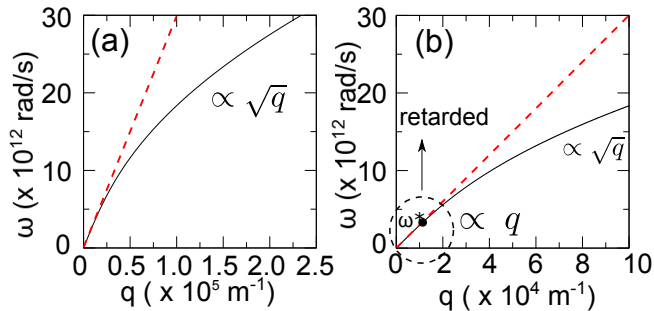 (a)
∝ √q
ω (x 10¹² rad/s)
30
20
10
0
0 0.5 1.0 1.5 2.0 2.5
q ( x 10⁵ m⁻¹)
(b)
retarded
∝ √q
ω* ∝ q
ω (x 10¹² rad/s)
30
20
10
0
0 2 4 6 8 10
q ( x 10⁴ m⁻¹)